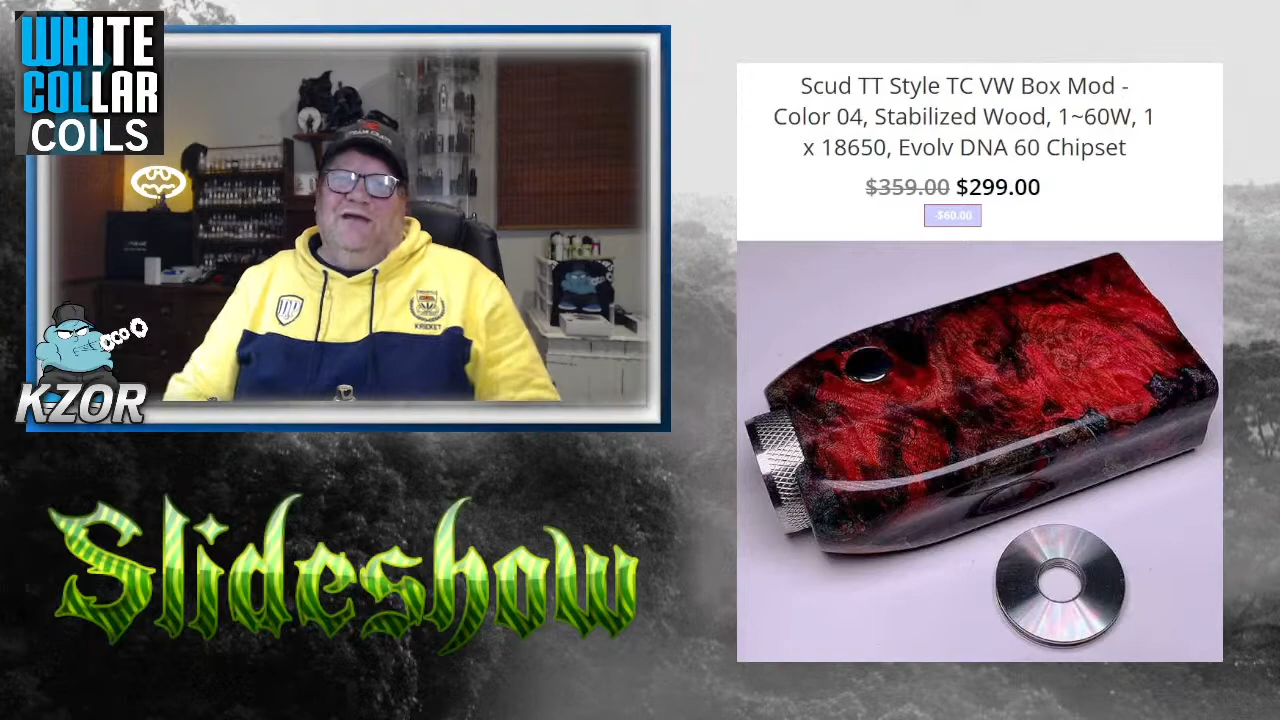 WHITE
COLLAR
COILS
KRICKET
KZOR
Slideshow
Scud TT Style TC VW Box Mod -
Color 04, Stabilized Wood, 1~60W, 1
x 18650, Evolv DNA 60 Chipset
$359.00 $299.00
-$60.00